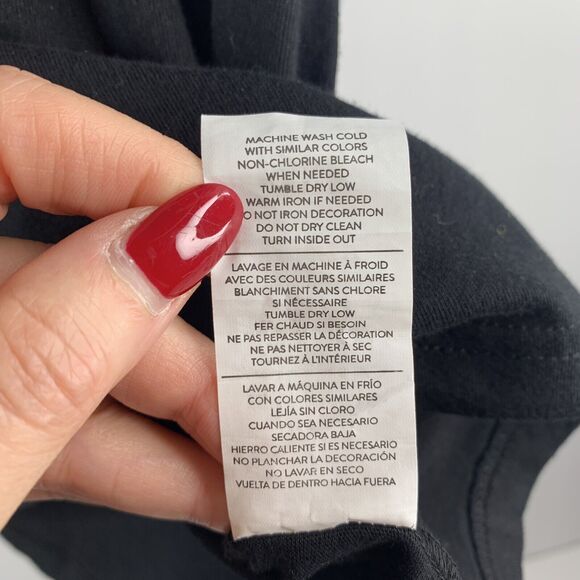 MACHINE WASH COLD
WITH SIMILAR COLORS
NON-CHLORINE BLEACH
WHEN NEEDED
TUMBLE DRY LOW
WARM IRON IF NEEDED
DO NOT IRON DECORATION
DO NOT DRY CLEAN
TURN INSIDE OUT
LAVAGE EN MACHINE À FROID
AVEC DES COULEURS SIMILAIRES
BLANCHIMENT SANS CHLORE
SI NÉCESSAIRE
TUMBLE DRY LOW
FER CHAUD SI BESOIN
NE PAS REPASSER LA DÉCORATION
NE PAS NETTOYER À SEC
TOURNEZ À L'INTÉRIEUR
LAVAR A MÁQUINA EN FRÍO
CON COLORES SIMILARES
LEJÍA SIN CLORO
CUANDO SEA NECESARIO
SECADORA BAJA
HIERRO CALIENTE SI ES NECESARIO
NO PLANCHAR LA DECORACIÓN
NO LAVAR EN SECO
VUELTA DE DENTRO HACIA FUERA